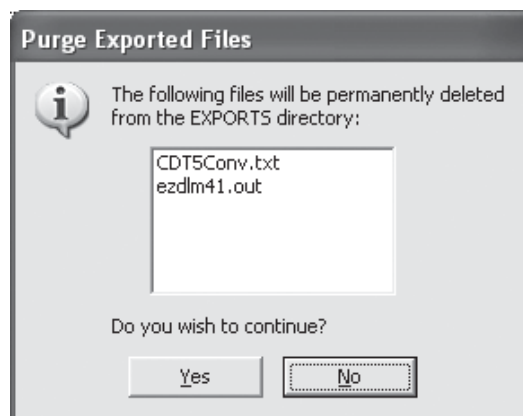 Purge Exported Files
The following files will be permanently deleted
from the EXPORTS directory:
CDT5Conv.txt
ezdlm41.out
Do you wish to continue?
Yes
No